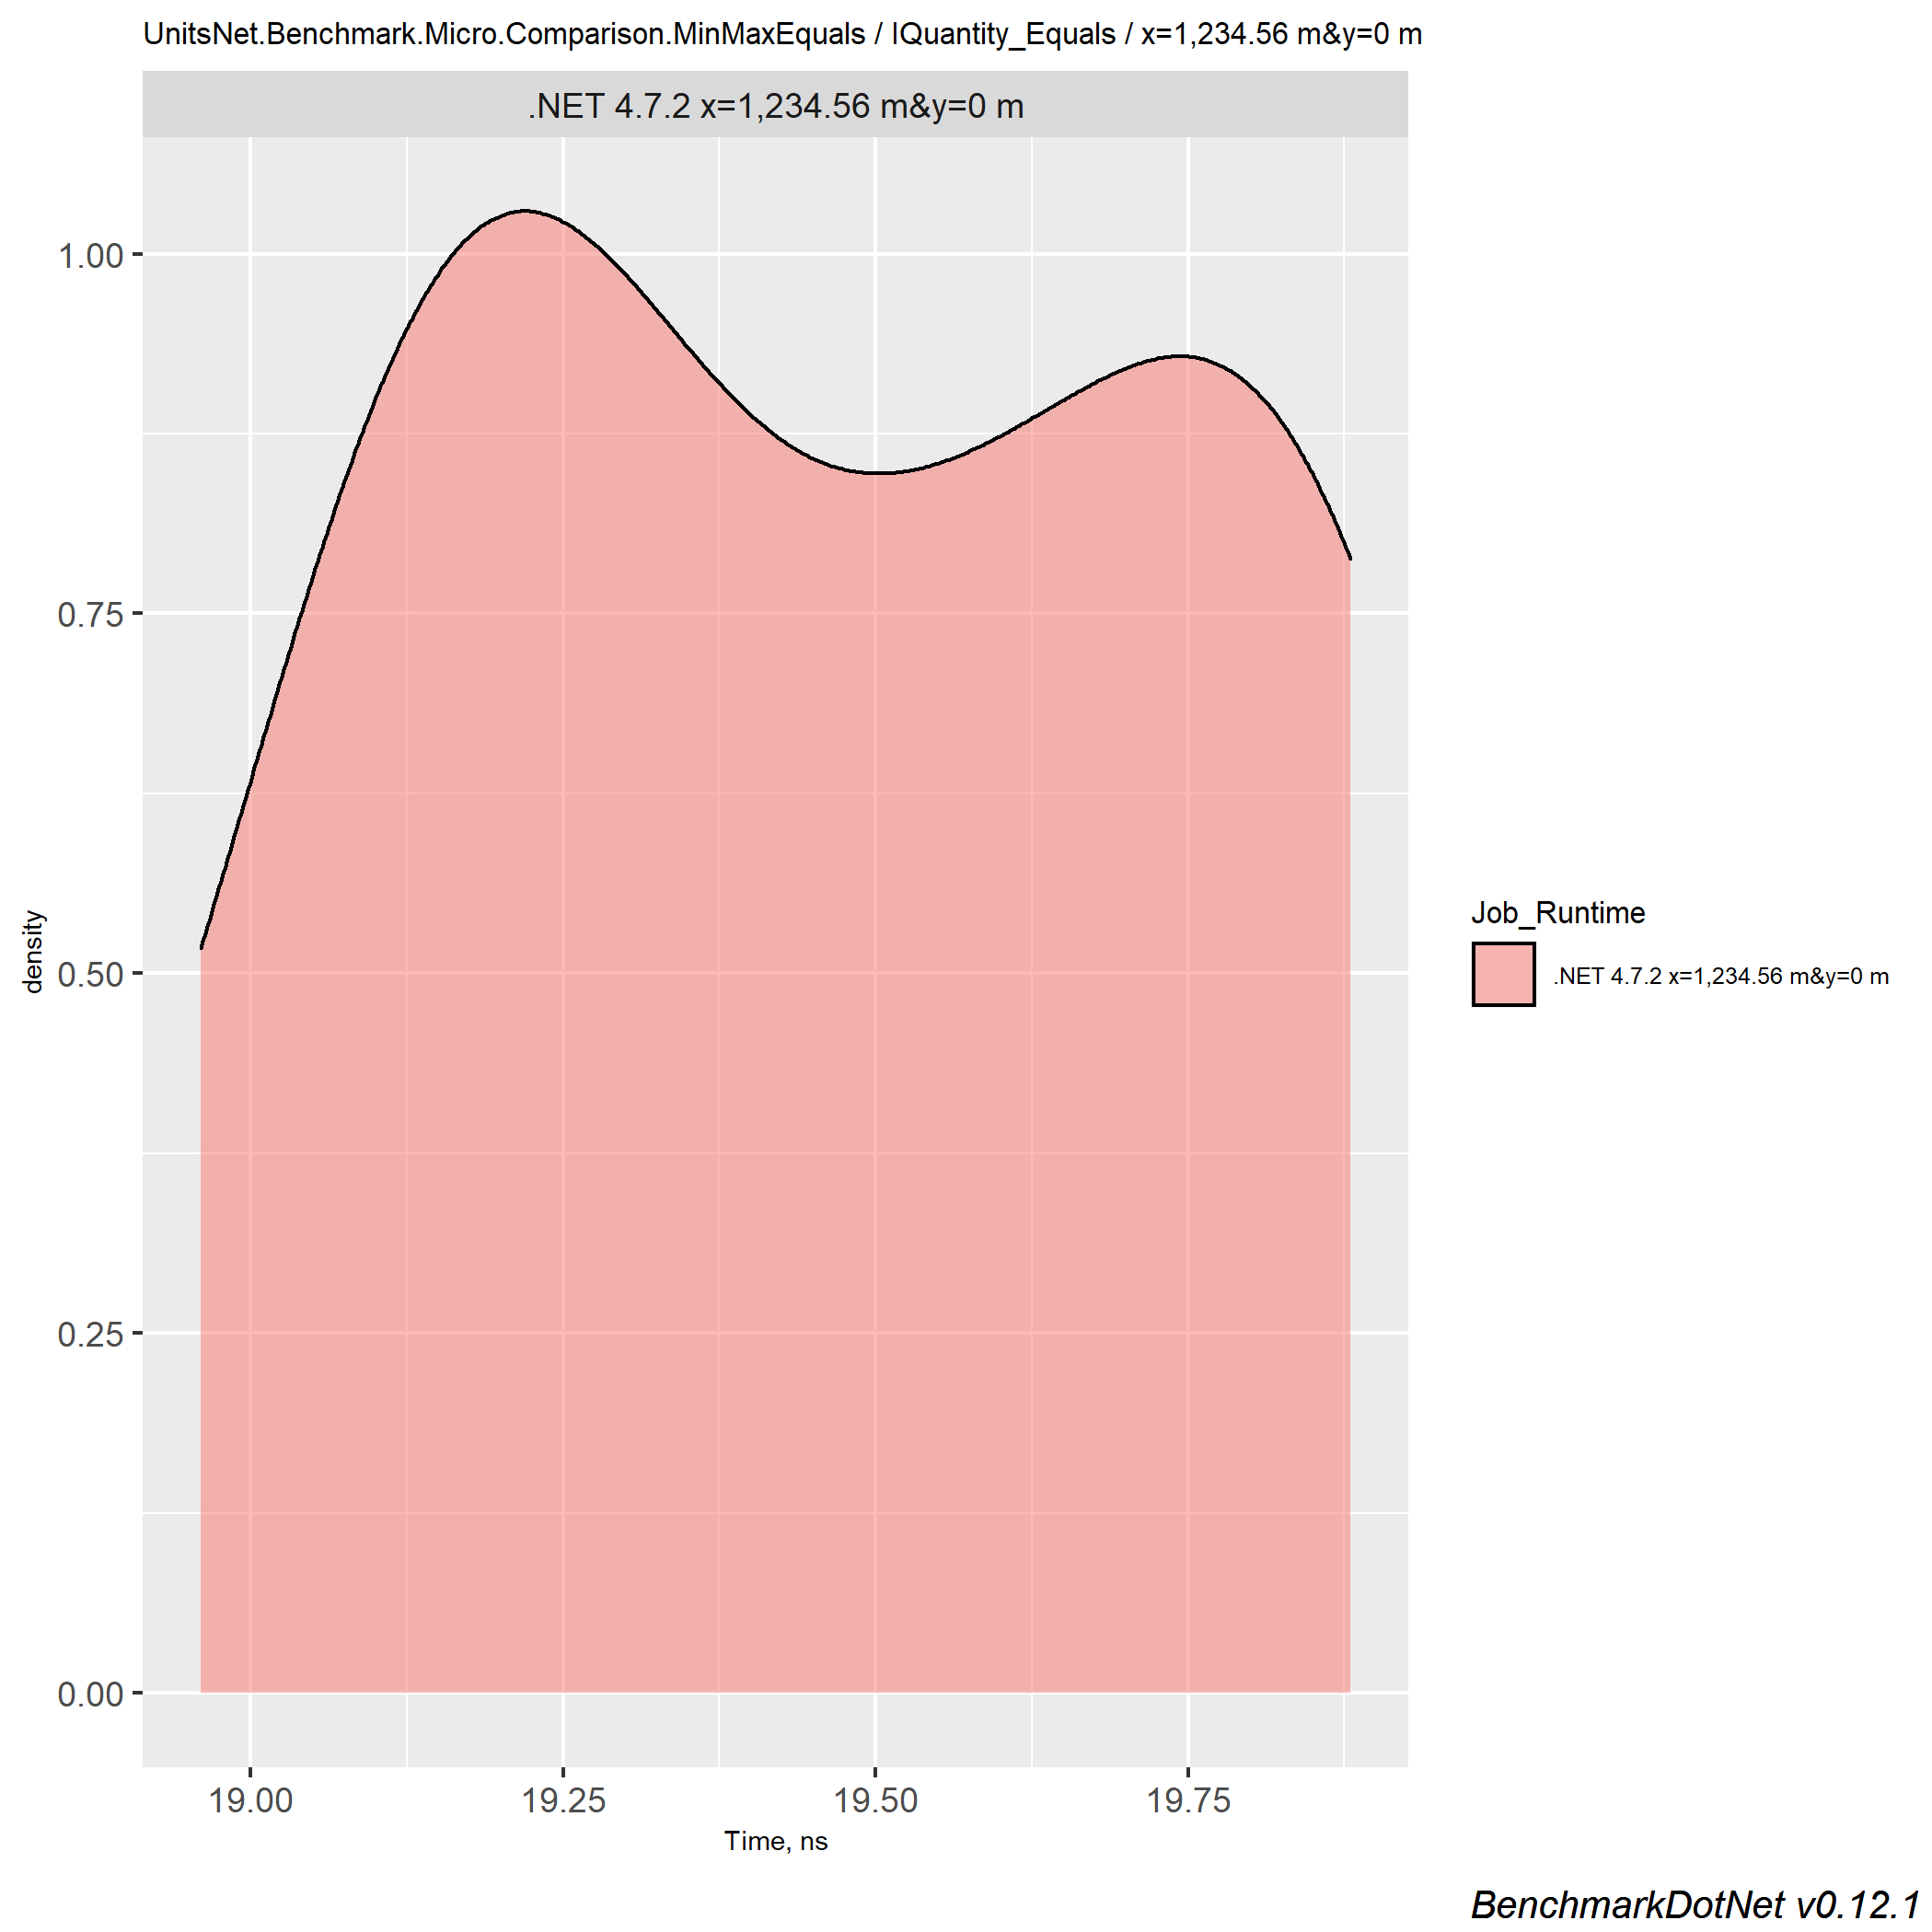 UnitsNet.Benchmark.Micro.Comparison.MinMaxEquals / IQuantity_Equals / x=1,234.56 m&y=0 m
.NET 4.7.2 x=1,234.56 m&y=0 m
1.00
0.75
0.50
0.25
0.00
density
19.00 19.25 19.50 19.75
Time, ns
Job_Runtime
.NET 4.7.2 x=1,234.56 m&y=0 m
BenchmarkDotNet v0.12.1